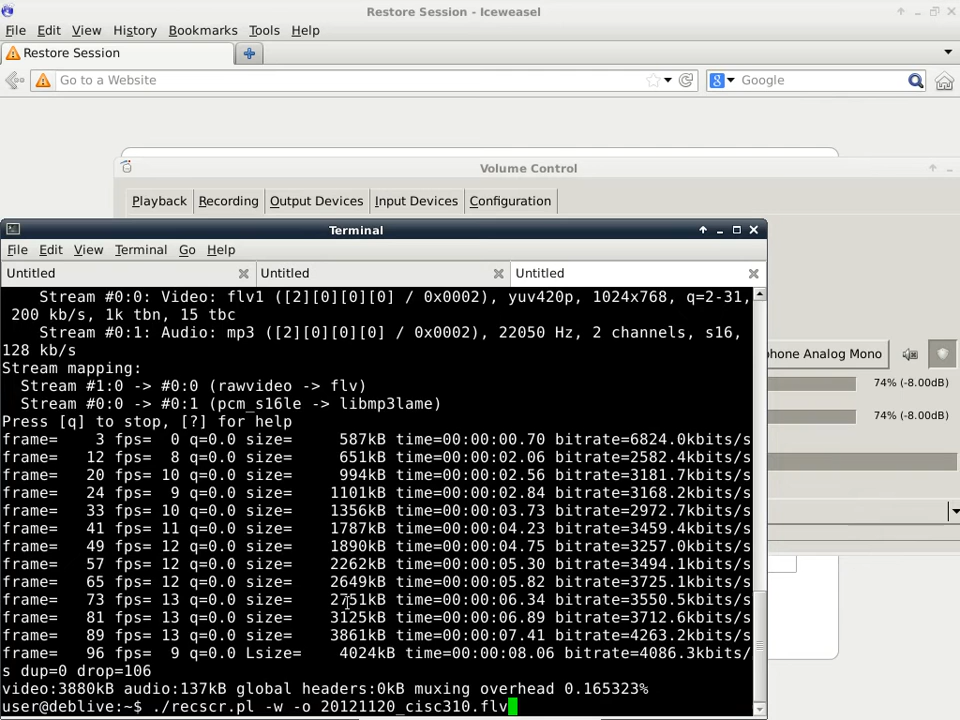 Restore Session - Iceweasel
File Edit View History Bookmarks Tools Help
Restore Session
Go to a Website
Google
Volume Control
Playback Recording Output Devices Input Devices Configuration
Terminal
File Edit View Terminal Go Help
Untitled Untitled Untitled
Stream #0:0: Video: flv1 ([2][0][0][0] / 0x0002), yuv420p, 1024x768, q=2-31,
200 kb/s, 1k tbn, 15 tbc
Stream #0:1: Audio: mp3 ([2][0][0][0] / 0x0002), 22050 Hz, 2 channels, s16,
128 kb/s
Stream mapping:
Stream #1:0 -> #0:0 (rawvideo -> flv)
Stream #0:0 -> #0:1 (pcm_s16le -> libmp3lame)
Press [q] to stop, [?] for help
frame=    3 fps=  0 q=0.0 size=     587kB time=00:00:00.70 bitrate=6824.0kbits/s
frame=   12 fps=  8 q=0.0 size=     651kB time=00:00:02.06 bitrate=2582.4kbits/s
frame=   20 fps= 10 q=0.0 size=     994kB time=00:00:02.56 bitrate=3181.7kbits/s
frame=   24 fps=  9 q=0.0 size=    1101kB time=00:00:02.84 bitrate=3168.2kbits/s
frame=   33 fps= 10 q=0.0 size=    1356kB time=00:00:03.73 bitrate=2972.7kbits/s
frame=   41 fps= 11 q=0.0 size=    1787kB time=00:00:04.23 bitrate=3459.4kbits/s
frame=   49 fps= 12 q=0.0 size=    1890kB time=00:00:04.75 bitrate=3257.0kbits/s
frame=   57 fps= 12 q=0.0 size=    2262kB time=00:00:05.30 bitrate=3494.1kbits/s
frame=   65 fps= 12 q=0.0 size=    2649kB time=00:00:05.82 bitrate=3725.1kbits/s
frame=   73 fps= 13 q=0.0 size=    2751kB time=00:00:06.34 bitrate=3550.5kbits/s
frame=   81 fps= 13 q=0.0 size=    3125kB time=00:00:06.89 bitrate=3712.6kbits/s
frame=   89 fps= 13 q=0.0 size=    3861kB time=00:00:07.41 bitrate=4263.2kbits/s
frame=   96 fps=  9 q=0.0 Lsize=    4024kB time=00:00:08.06 bitrate=4086.3kbits/
s dup=0 drop=106
video:3880kB audio:137kB global headers:0kB muxing overhead 0.165323%
user@deblive:~$ ./recscr.pl -w -o 20121120_cisc310.flv
phone Analog Mono
74% (-8.00dB)
74% (-8.00dB)